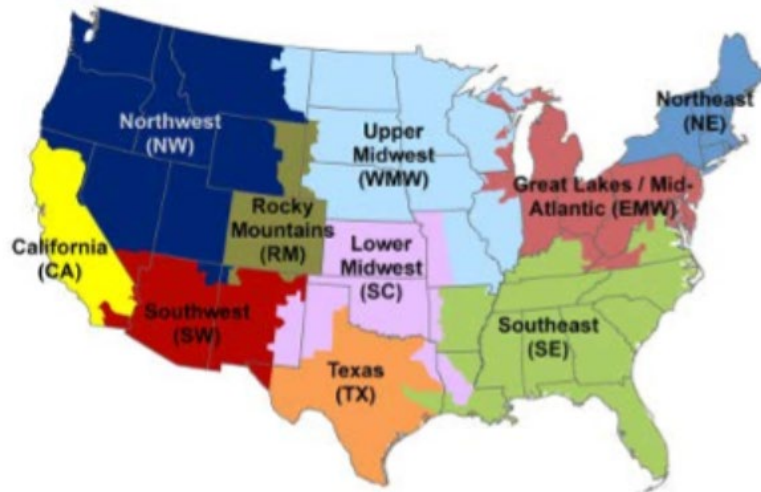 Northwest
(NW)
Upper
Midwest
(WMW)
Northeast
(NE)
Great Lakes / Mid-
Atlantic (EMW)
Rocky
Mountains
(RM)
Lower
Midwest
(SC)
California
(CA)
Southwest
(SW)
Southeast
(SE)
Texas
(TX)